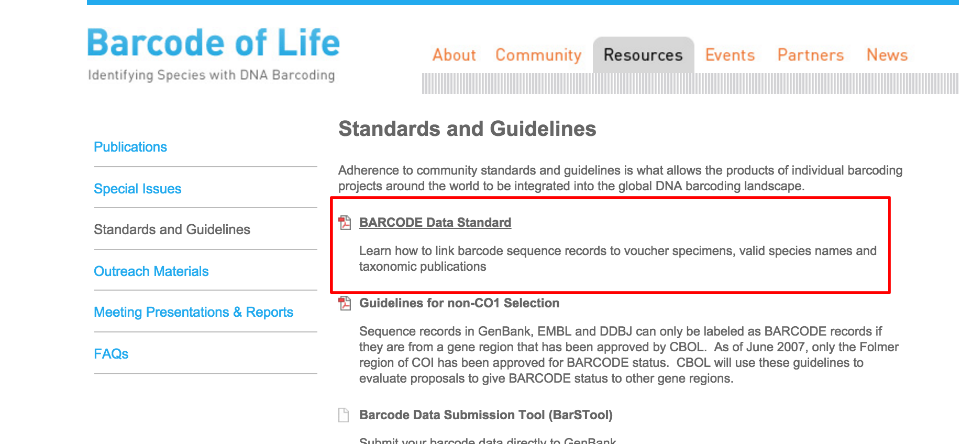 Barcode of Life
Identifying Species with DNA Barcoding
About Community Resources Events Partners News
Publications
Special Issues
Standards and Guidelines
Outreach Materials
Meeting Presentations & Reports
FAQs
Standards and Guidelines
Adherence to community standards and guidelines is what allows the products of individual barcoding
projects around the world to be integrated into the global DNA barcoding landscape.
BARCODE Data Standard
Learn how to link barcode sequence records to voucher specimens, valid species names and
taxonomic publications
Guidelines for non-CO1 Selection
Sequence records in GenBank, EMBL and DDBJ can only be labeled as BARCODE records if
they are from a gene region that has been approved by CBOL. As of June 2007, only the Folmer
region of COI has been approved for BARCODE status. CBOL will use these guidelines to
evaluate proposals to give BARCODE status to other gene regions.
Barcode Data Submission Tool (BarSTool)
Submit your barcode data directly to GenBank